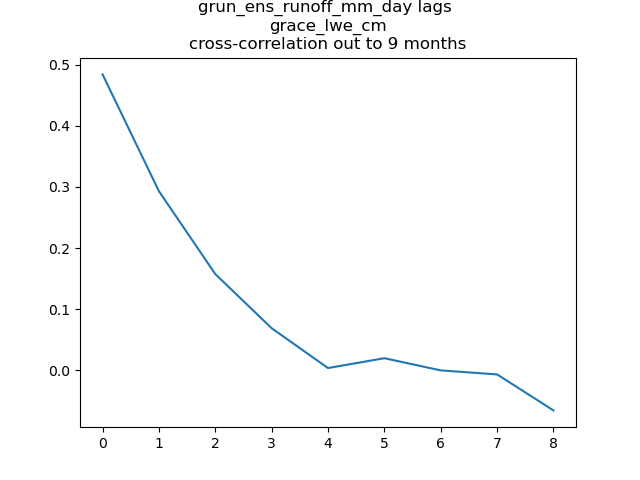 grun_ens_runoff_mm_day lags
grace_lwe_cm
cross-correlation out to 9 months
0.5
0.4
0.3
0.2
0.1
0.0
0 1 2 3 4 5 6 7 8